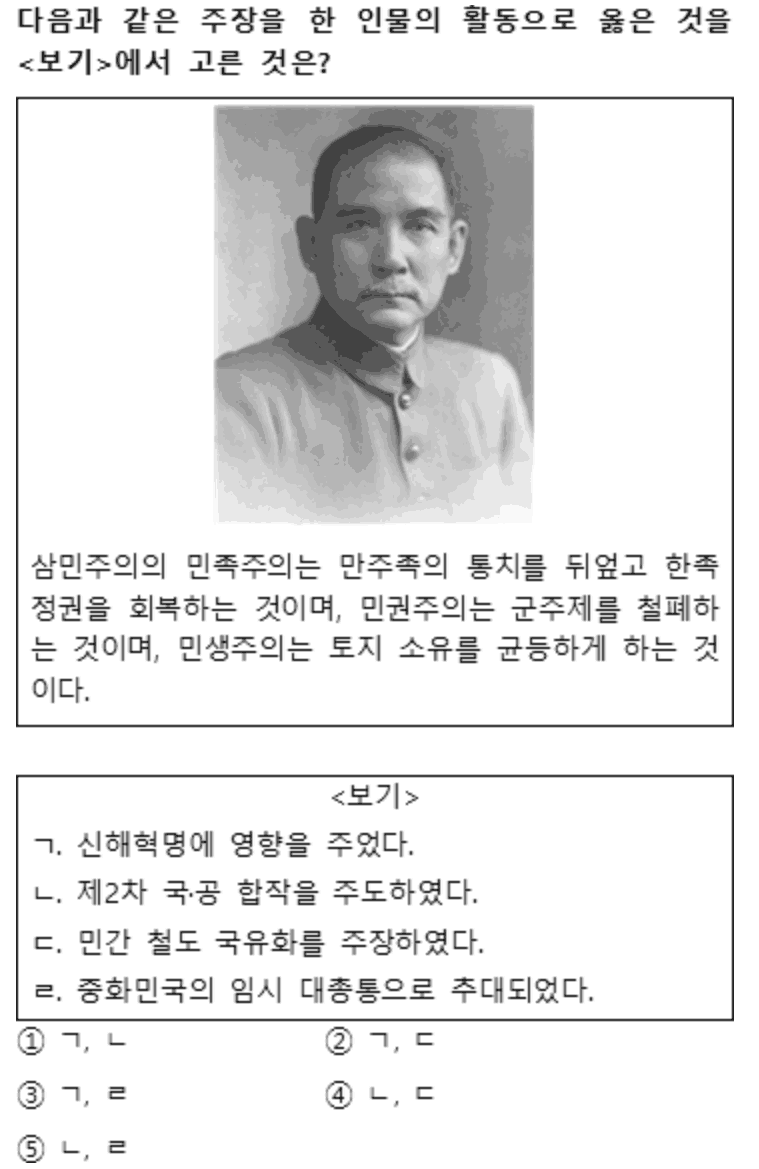 다음과 같은 주장을 한 인물의 활동으로 옳은 것을
<보기>에서 고른 것은?
삼민주의의 민족주의는 만주족의 통치를 뒤엎고 한족
정권을 회복하는 것이며, 민권주의는 군주제를 철폐하
는 것이며, 민생주의는 토지 소유를 균등하게 하는 것
이다.
<보기>
ㄱ. 신해혁명에 영향을 주었다.
ㄴ. 제2차 국·공 합작을 주도하였다.
ㄷ. 민간 철도 국유화를 주장하였다.
ㄹ. 중화민국의 임시 대총통으로 추대되었다.
① ㄱ, ㄴ ② ㄱ, ㄷ
③ ㄱ, ㄹ ④ ㄴ, ㄷ
⑤ ㄴ, ㄹ